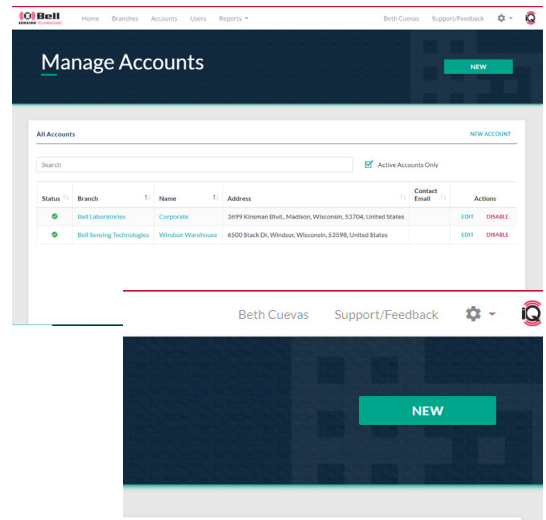 Bell
SENSING TECHNOLOGIES
Home Branches Accounts Users Reports
Beth Cuevas Support/Feedback
iQ
Manage Accounts
NEW
All Accounts
NEW ACCOUNT
Search
Active Accounts Only
Status Branch Name Address Contact Email Actions
Bell Laboratories Corporate 3699 Kinsman Blvd., Madison, Wisconsin, 53704, United States EDIT DISABLE
Bell Sensing Technologies Windsor Warehouse 6500 Stack Dr, Windsor, Wisconsin, 53598, United States EDIT DISABLE
Beth Cuevas Support/Feedback
iQ
NEW